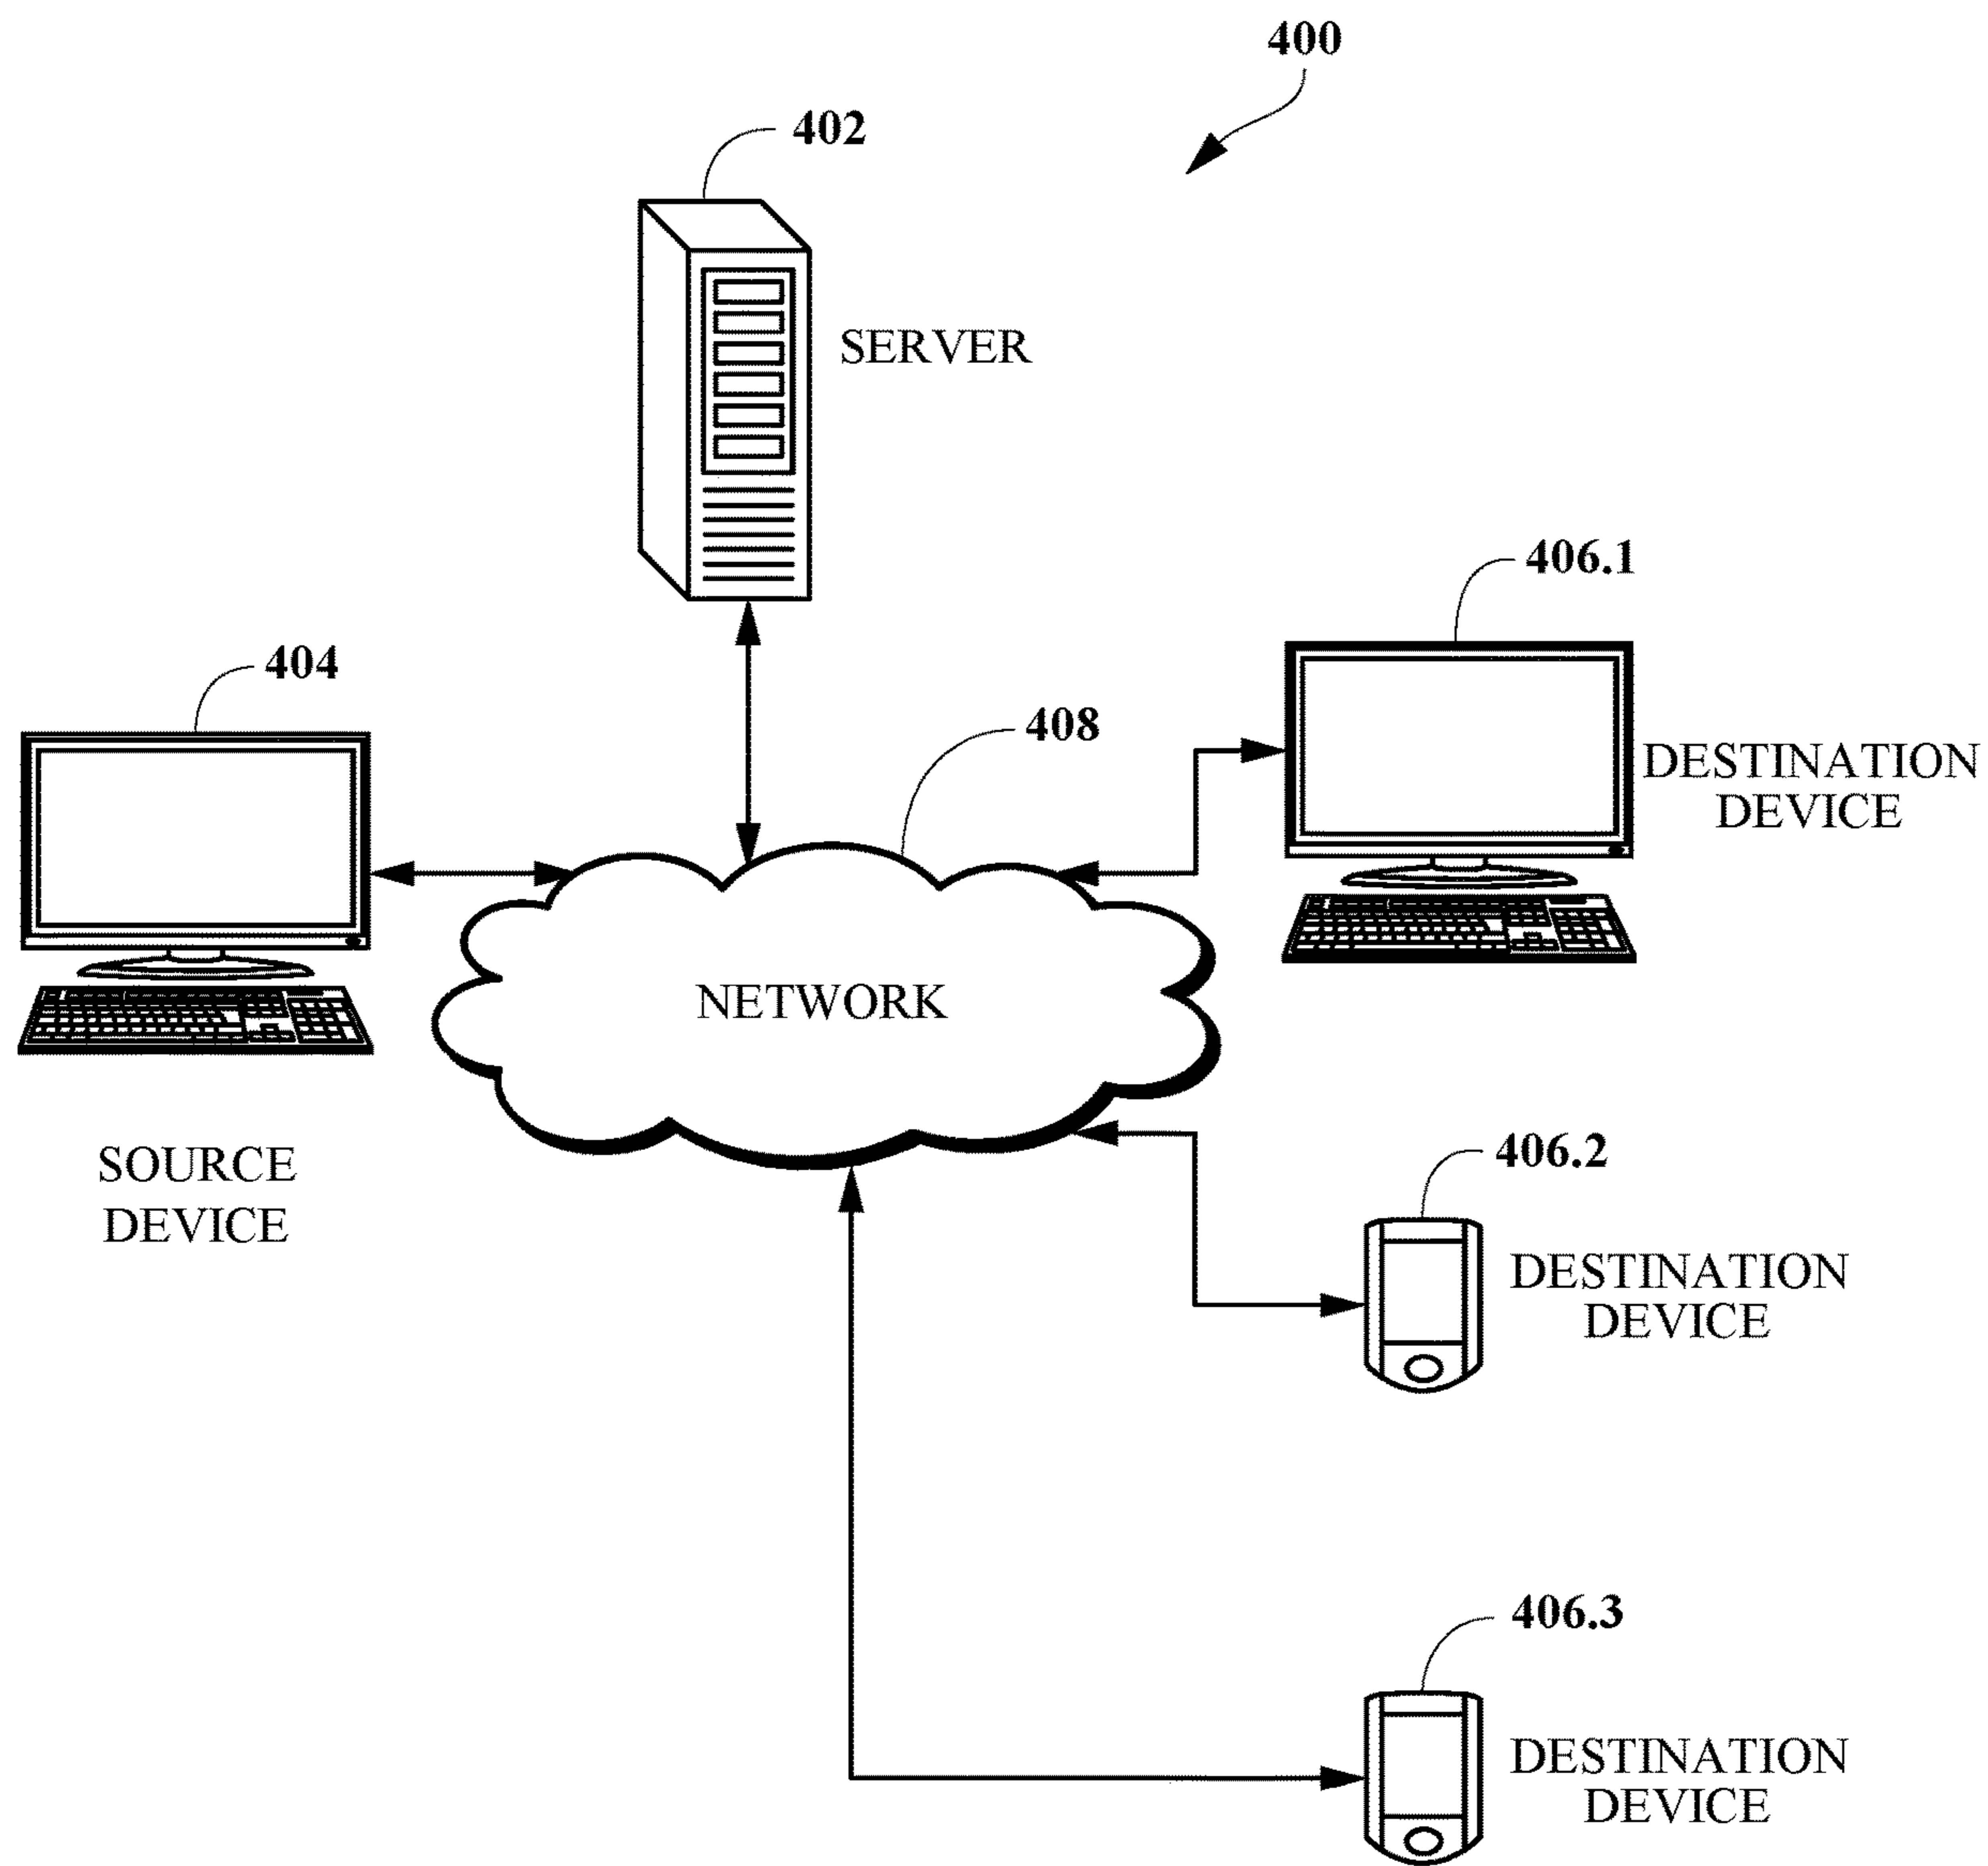 400
402
SERVER
406.1
404
408
DESTINATION
DEVICE
NETWORK
SOURCE
DEVICE
406.2
DESTINATION
DEVICE
406.3
DESTINATION
DEVICE